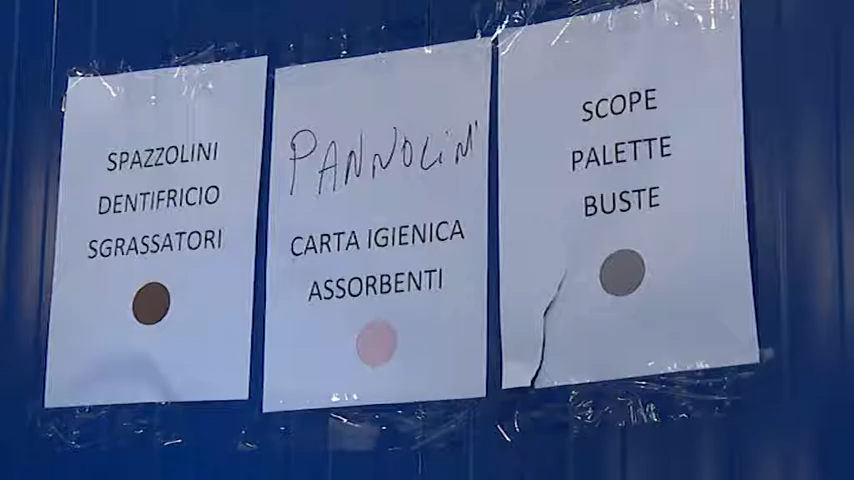 SPAZZOLINI
DENTIFRICIO
SGRASSATORI
PANNOLINI
CARTA IGIENICA
ASSORBENTI
SCOPE
PALETTE
BUSTE